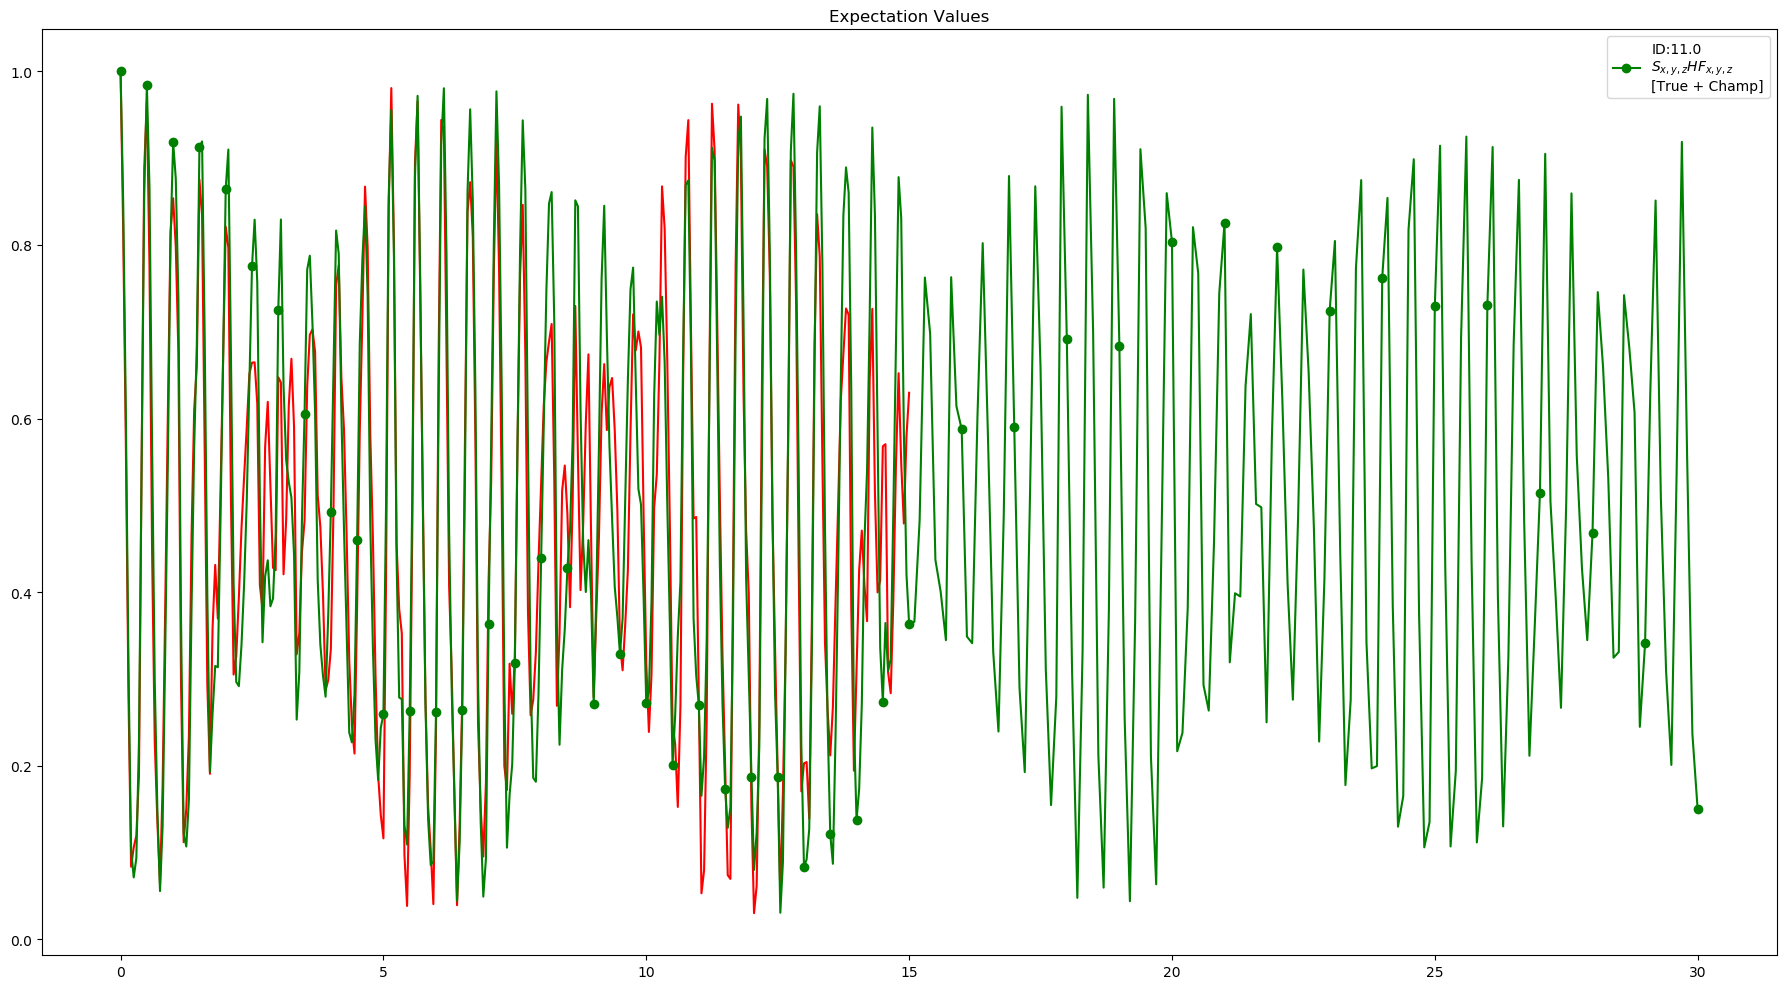 Expectation Values
ID:11.0
S_{x,y,z}HF_{x,y,z}
[True + Champ]
1.0
0.8
0.6
0.4
0.2
0.0
0 5 10 15 20 25 30